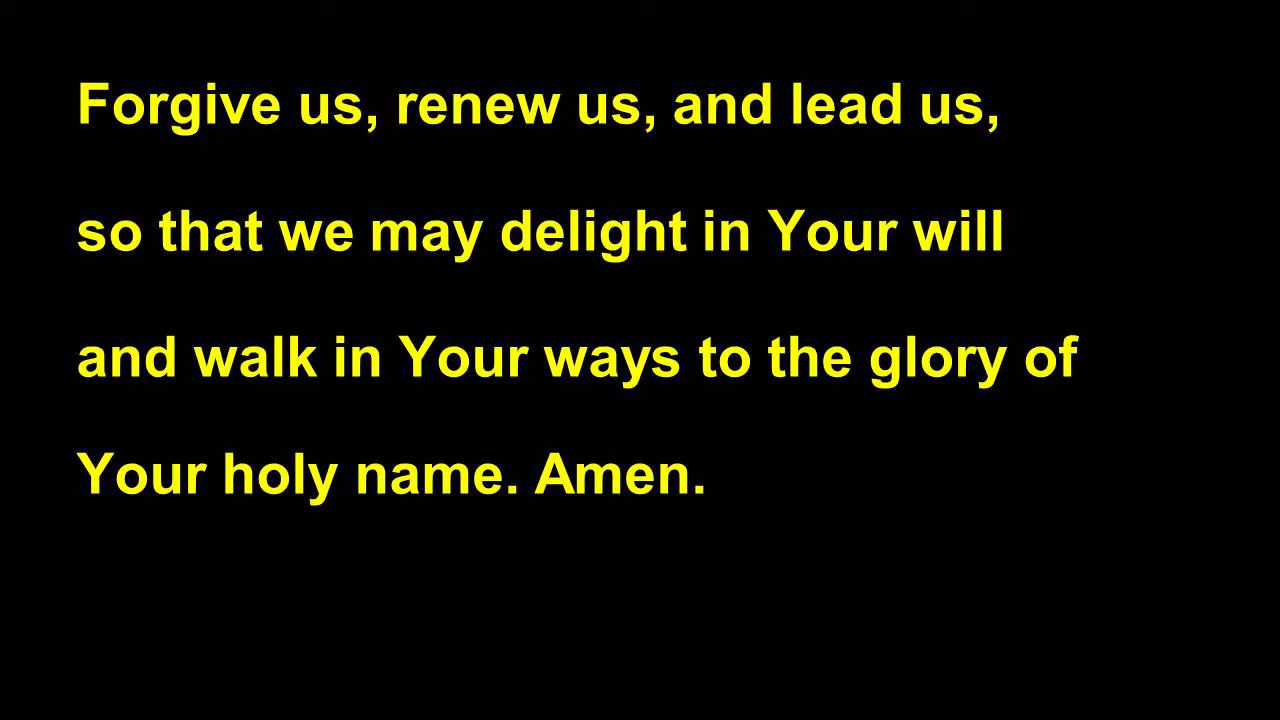 Forgive us, renew us, and lead us,
so that we may delight in Your will
and walk in Your ways to the glory of
Your holy name. Amen.